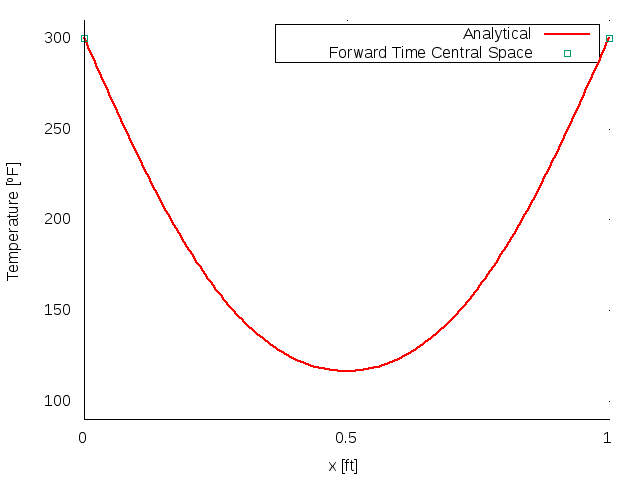 Analytical
Forward Time Central Space
300
250
200
150
100
Temperature [ºF]
0
0.5
1
x [ft]